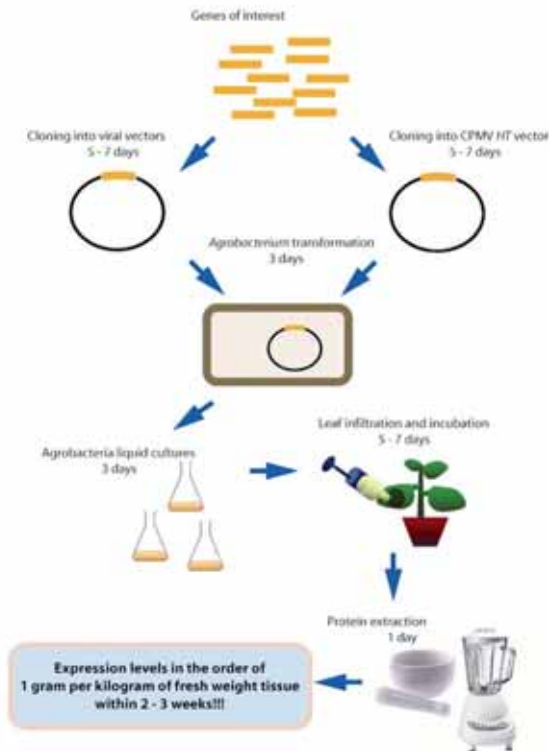 Genes of interest
Cloning into viral vectors
5 - 7 days
Cloning into CPMV HT vector
5 - 7 days
Agrobacterium transformation
3 days
Agrobacteria liquid cultures
3 days
Leaf infiltration and incubation
5 - 7 days
Protein extraction
1 day
Expression levels in the order of
1 gram per kilogram of fresh weight tissue
within 2 - 3 weeks!!!